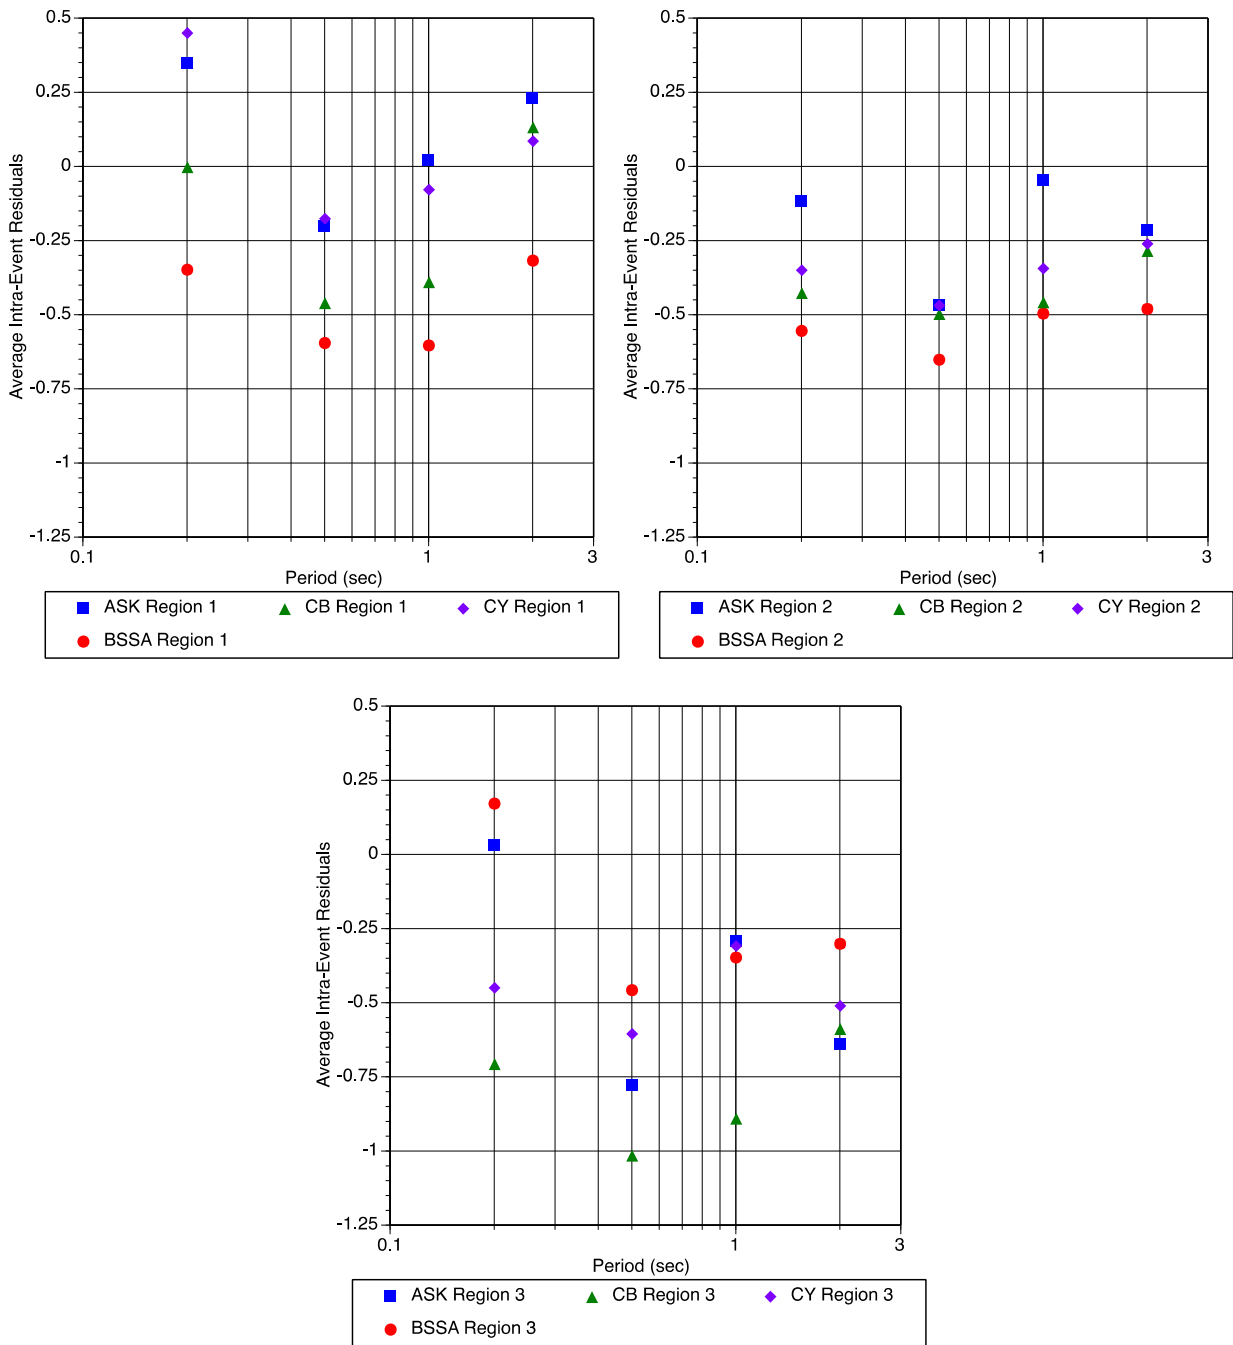 0.5
0.25
0
-0.25
-0.5
-0.75
-1
-1.25
Average Intra-Event Residuals
0.1
1
3
Period (sec)
ASK Region 1
CB Region 1
CY Region 1
BSSA Region 1
0.5
0.25
0
-0.25
-0.5
-0.75
-1
-1.25
Average Intra-Event Residuals
0.1
1
3
Period (sec)
ASK Region 2
CB Region 2
CY Region 2
BSSA Region 2
0.5
0.25
0
-0.25
-0.5
-0.75
-1
-1.25
Average Intra-Event Residuals
0.1
1
3
Period (sec)
ASK Region 3
CB Region 3
CY Region 3
BSSA Region 3